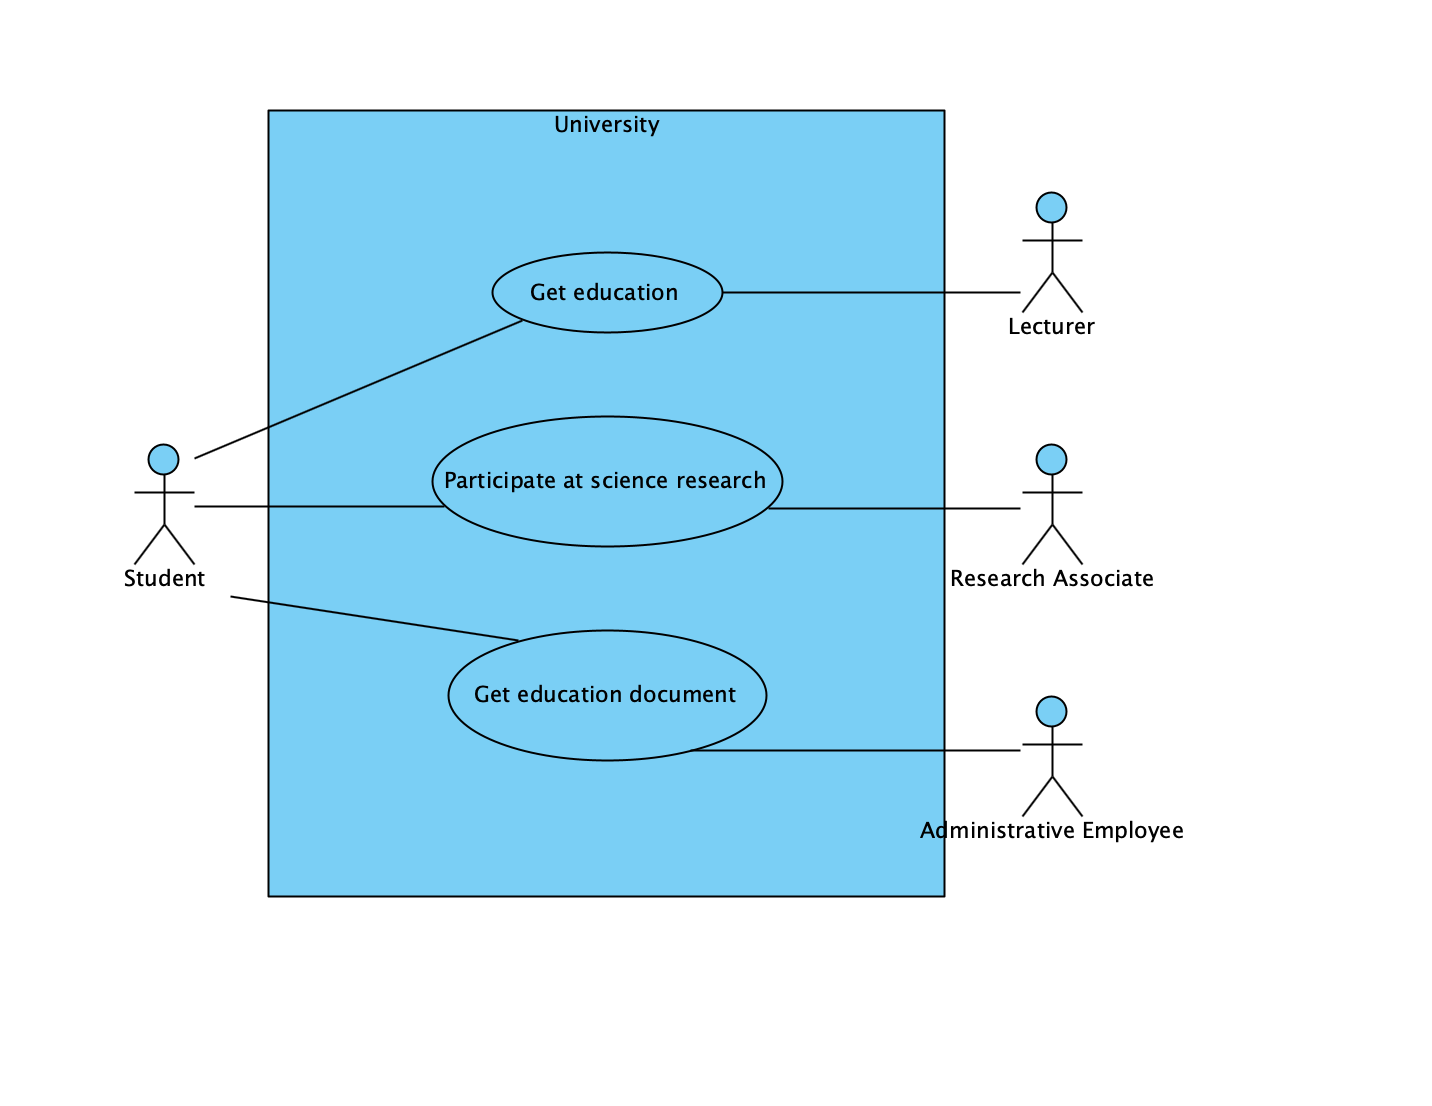 University
Get education
Lecturer
Participate at science research
Student
Research Associate
Get education document
Administrative Employee